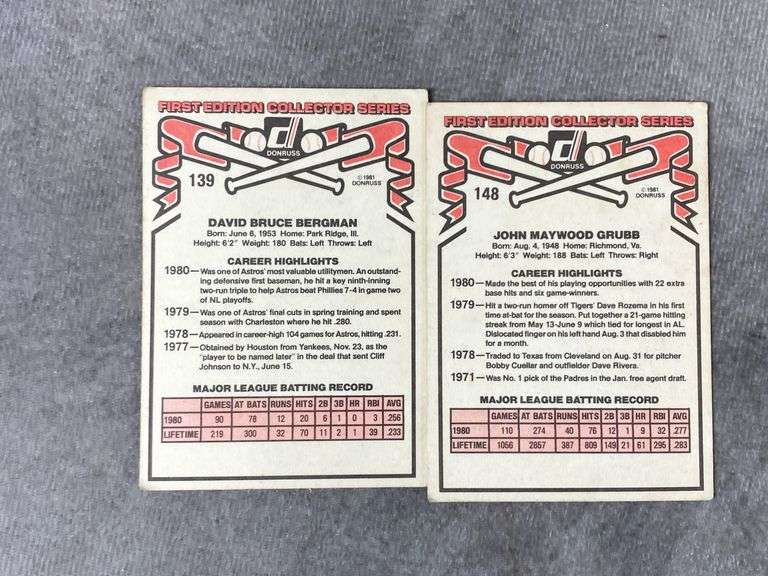 FIRST EDITION COLLECTOR SERIES
DONRUSS
139
© 1981
DONRUSS
DAVID BRUCE BERGMAN
Born: June 6, 1953 Home: Park Ridge, Ill.
Height: 6'2" Weight: 180 Bats: Left Throws: Left
CAREER HIGHLIGHTS
1980—Was one of Astros' most valuable utilitymen. An outstand-
ing defensive first baseman, he hit a key ninth-inning
two-run triple to help Astros beat Phillies 7-4 in game two
of NL playoffs.
1979—Was one of Astros' final cuts in spring training and spent
season with Charleston where he hit .280.
1978—Appeared in career-high 104 games for Astros, hitting .231.
1977—Obtained by Houston from Yankees, Nov. 23, as the
"player to be named later" in the deal that sent Cliff
Johnson to N.Y., June 15.
MAJOR LEAGUE BATTING RECORD
GAMES AT BATS RUNS HITS 2B 3B HR RBI AVG
1980 90 78 12 20 6 1 0 3 .256
LIFETIME 219 300 32 70 11 2 1 39 .233
FIRST EDITION COLLECTOR SERIES
DONRUSS
148
© 1981
DONRUSS
JOHN MAYWOOD GRUBB
Born: Aug. 4, 1948 Home: Richmond, Va.
Height: 6'3" Weight: 188 Bats: Left Throws: Right
CAREER HIGHLIGHTS
1980—Made the best of his playing opportunities with 22 extra
base hits and six game-winners.
1979—Hit a two-run homer off Tigers' Dave Rozema in his first
time at-bat for the season. Put together a 21-game hitting
streak from May 13-June 9 which tied for longest in AL.
Dislocated finger on his left hand Aug. 3 that disabled him
for a month.
1978—Traded to Texas from Cleveland on Aug. 31 for pitcher
Bobby Cuellar and outfielder Dave Rivera.
1971—Was No. 1 pick of the Padres in the Jan. free agent draft.
MAJOR LEAGUE BATTING RECORD
GAMES AT BATS RUNS HITS 2B 3B HR RBI AVG
1980 110 274 40 76 12 1 9 32 .277
LIFETIME 1056 2857 387 809 149 21 61 295 .283